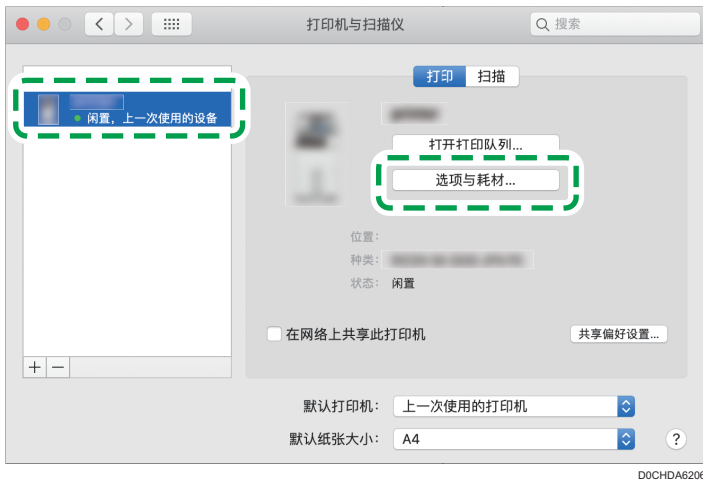 打印机与扫描仪
搜索
打印 扫描
闲置，上一次使用的设备
打开打印队列...
选项与耗材...
位置：
种类：
状态： 闲置
在网络上共享此打印机
共享偏好设置...
+ −
默认打印机： 上一次使用的打印机
默认纸张大小： A4
?
D0CHDA6206